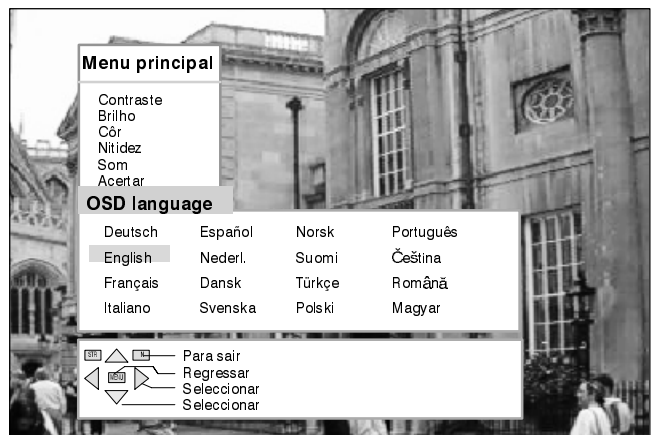 Menu principal
Contraste
Brilho
Côr
Nitidez
Som
Acertar
OSD language
Deutsch Español Norsk Português
English Nederl. Suomi Čeština
Français Dansk Türkçe Română
Italiano Svenska Polski Magyar
STR N Para sair
MENU Regressar
Seleccionar
Seleccionar